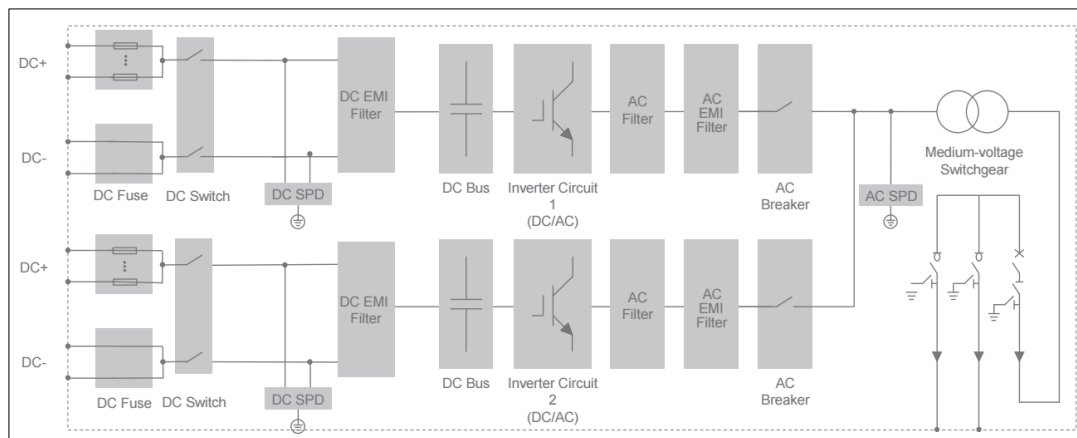 DC+
DC-
DC Fuse
DC Switch
DC SPD
DC EMI
Filter
DC Bus
Inverter Circuit
1
(DC/AC)
AC
Filter
AC
EMI
Filter
AC
Breaker
AC SPD
Medium-voltage
Switchgear
DC+
DC-
DC Fuse
DC Switch
DC SPD
DC EMI
Filter
DC Bus
Inverter Circuit
2
(DC/AC)
AC
Filter
AC
EMI
Filter
AC
Breaker